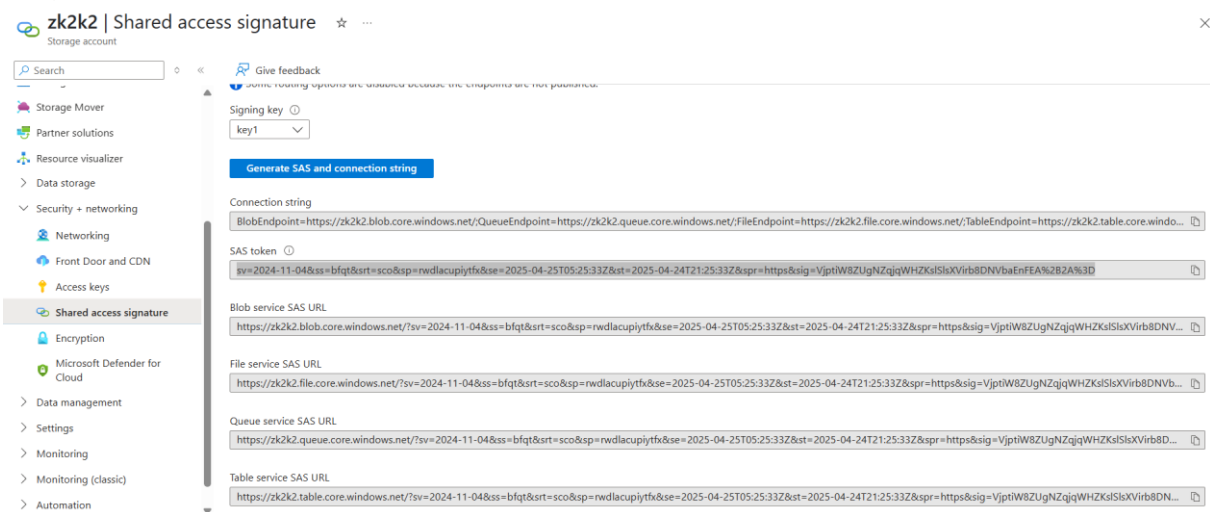 zk2k2 | Shared access signature
Storage account
Search
Give feedback
Some routing options are disabled because the endpoints are not published.
Storage Mover
Partner solutions
Resource visualizer
Data storage
Security + networking
Networking
Front Door and CDN
Access keys
Shared access signature
Encryption
Microsoft Defender for
Cloud
Data management
Settings
Monitoring
Monitoring (classic)
Automation
Signing key
key1
Generate SAS and connection string
Connection string
BlobEndpoint=https://zk2k2.blob.core.windows.net/;QueueEndpoint=https://zk2k2.queue.core.windows.net/;FileEndpoint=https://zk2k2.file.core.windows.net/;TableEndpoint=https://zk2k2.table.core.windo...
SAS token
sv=2024-11-04&ss=bfqt&srt=sco&sp=rwdlacupiytfx&se=2025-04-25T05:25:33Z&st=2025-04-24T21:25:33Z&spr=https&sig=VjptiW8ZUgNZqjqWHZKslSlsXVirb8DNVbaEnFEA%2B2A%3D
Blob service SAS URL
https://zk2k2.blob.core.windows.net/?sv=2024-11-04&ss=bfqt&srt=sco&sp=rwdlacupiytfx&se=2025-04-25T05:25:33Z&st=2025-04-24T21:25:33Z&spr=https&sig=VjptiW8ZUgNZqjqWHZKslSlsXVirb8DNV...
File service SAS URL
https://zk2k2.file.core.windows.net/?sv=2024-11-04&ss=bfqt&srt=sco&sp=rwdlacupiytfx&se=2025-04-25T05:25:33Z&st=2025-04-24T21:25:33Z&spr=https&sig=VjptiW8ZUgNZqjqWHZKslSlsXVirb8DNVb...
Queue service SAS URL
https://zk2k2.queue.core.windows.net/?sv=2024-11-04&ss=bfqt&srt=sco&sp=rwdlacupiytfx&se=2025-04-25T05:25:33Z&st=2025-04-24T21:25:33Z&spr=https&sig=VjptiW8ZUgNZqjqWHZKslSlsXVirb8D...
Table service SAS URL
https://zk2k2.table.core.windows.net/?sv=2024-11-04&ss=bfqt&srt=sco&sp=rwdlacupiytfx&se=2025-04-25T05:25:33Z&st=2025-04-24T21:25:33Z&spr=https&sig=VjptiW8ZUgNZqjqWHZKslSlsXVirb8DN...